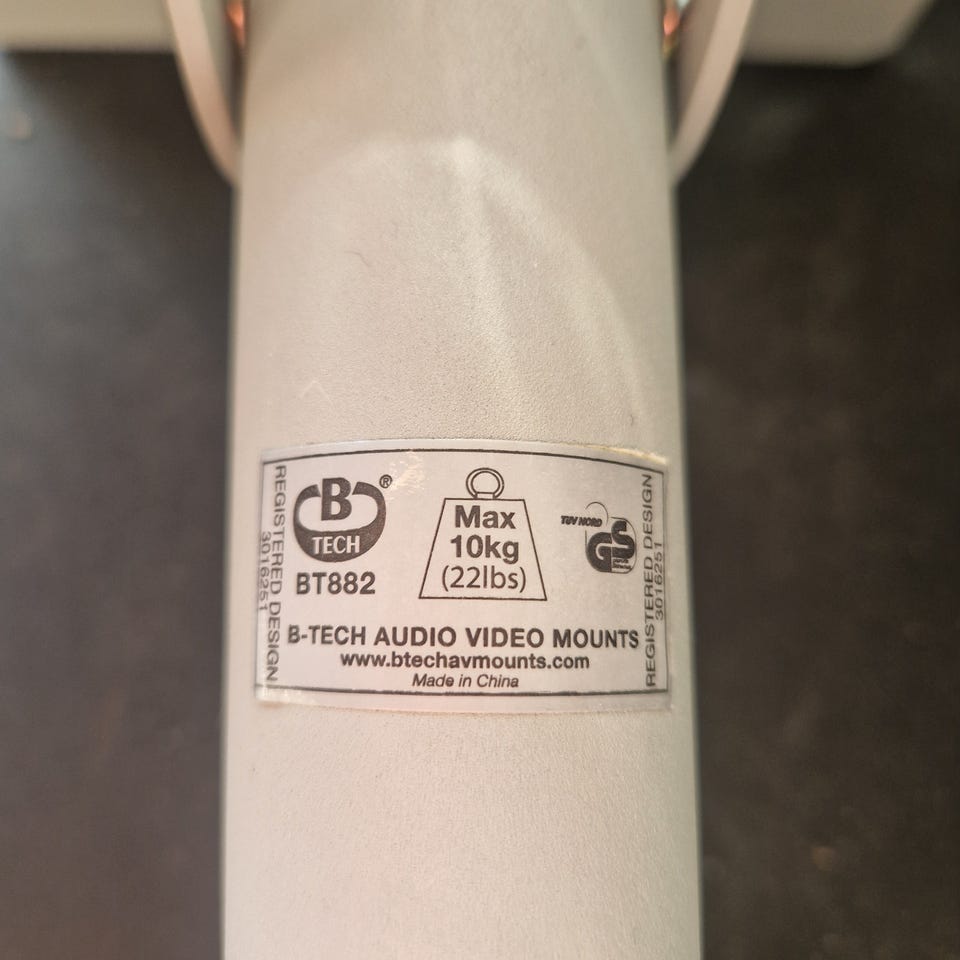 REGISTERED DESIGN
3016251
B®
TECH
BT882
Max
10kg
(22lbs)
TUV NORD
GS
B-TECH AUDIO VIDEO MOUNTS
www.btechavmounts.com
Made in China
REGISTERED DESIGN
3016251